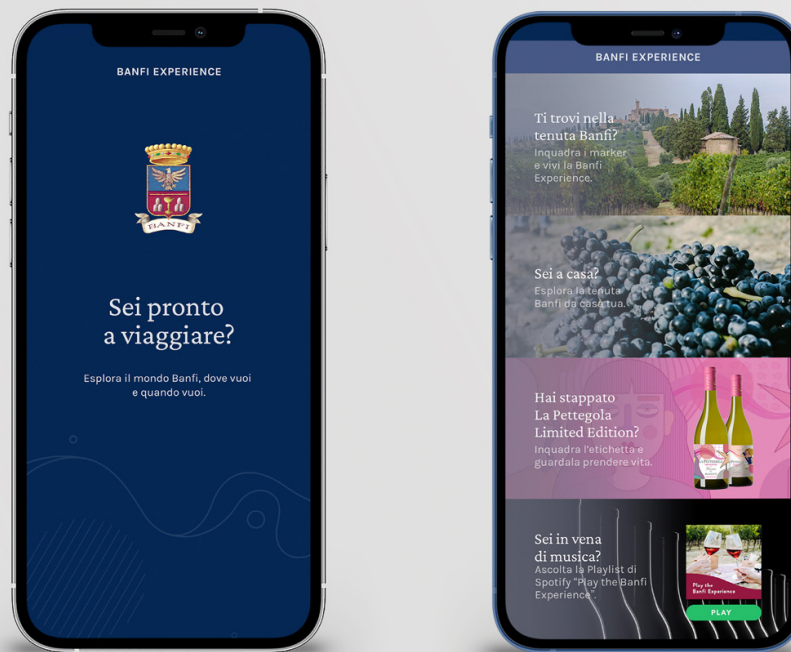 BANFI EXPERIENCE
BANFI
Sei pronto
a viaggiare?
Esplora il mondo Banfi, dove vuoi
e quando vuoi.
BANFI EXPERIENCE
Ti trovi nella
tenuta Banfi?
Inquadra i marker
e vivi la Banfi
Experience.
Sei a casa?
Esplora la tenuta
Banfi da casa tua.
Hai stappato
La Pettegola
Limited Edition?
Inquadra l'etichetta e
guardala prendere vita.
Sei in vena
di musica?
Ascolta la Playlist di
Spotify "Play the Banfi
Experience".
Play the
Banfi Experience
PLAY